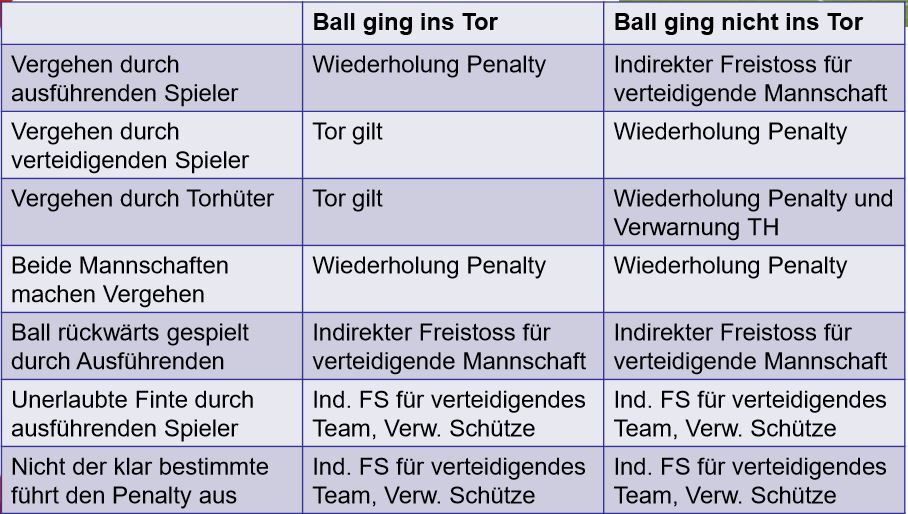 Ball ging ins Tor
Ball ging nicht ins Tor
Vergehen durch
ausführenden Spieler
Wiederholung Penalty
Indirekter Freistoss für
verteidigende Mannschaft
Vergehen durch
verteidigenden Spieler
Tor gilt
Wiederholung Penalty
Vergehen durch Torhüter
Tor gilt
Wiederholung Penalty und
Verwarnung TH
Beide Mannschaften
machen Vergehen
Wiederholung Penalty
Wiederholung Penalty
Ball rückwärts gespielt
durch Ausführenden
Indirekter Freistoss für
verteidigende Mannschaft
Indirekter Freistoss für
verteidigende Mannschaft
Unerlaubte Finte durch
ausführenden Spieler
Ind. FS für verteidigendes
Team, Verw. Schütze
Ind. FS für verteidigendes
Team, Verw. Schütze
Nicht der klar bestimmte
führt den Penalty aus
Ind. FS für verteidigendes
Team, Verw. Schütze
Ind. FS für verteidigendes
Team, Verw. Schütze